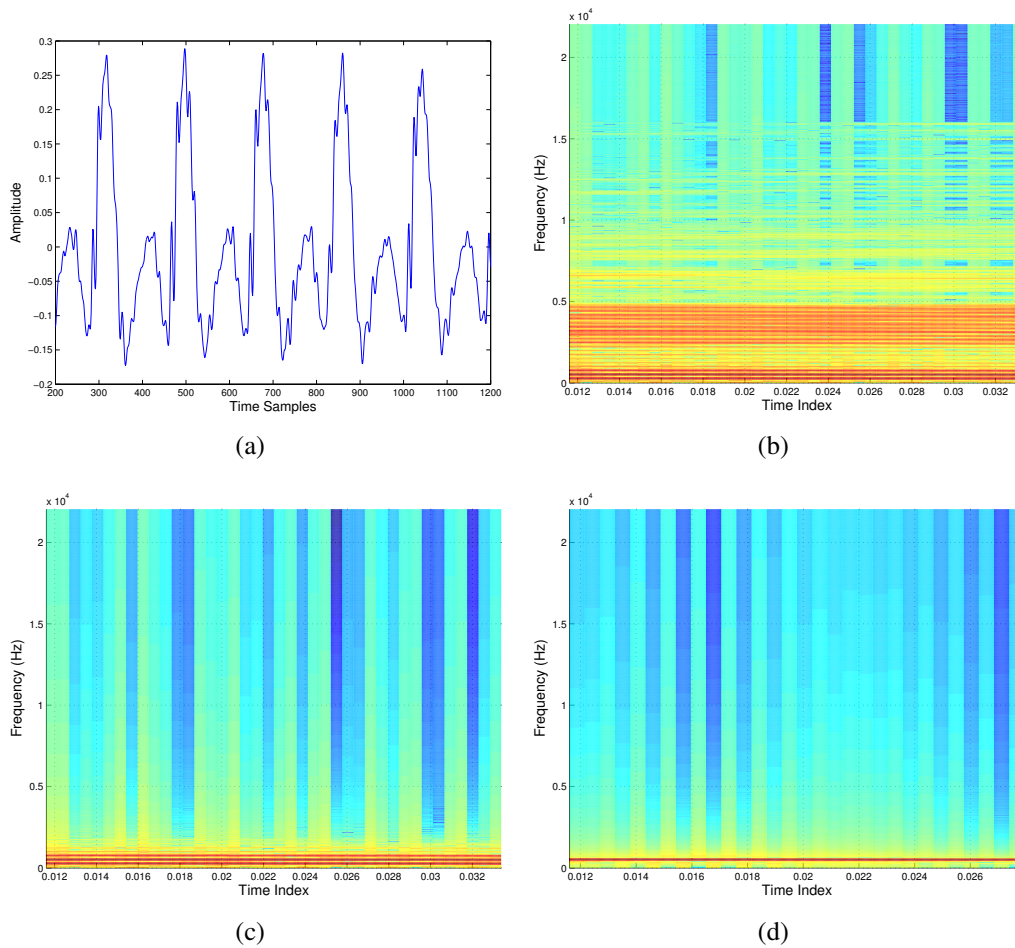 0.3
0.25
0.2
0.15
0.1
0.05
0
−0.05
−0.1
−0.15
−0.2
Amplitude
200 300 400 500 600 700 800 900 1000 1100 1200
Time Samples
(a)
x 10^4
2
1.5
1
0.5
0
Frequency (Hz)
0.012 0.014 0.016 0.018 0.02 0.022 0.024 0.026 0.028 0.03 0.032
Time Index
(b)
x 10^4
2
1.5
1
0.5
0
Frequency (Hz)
0.012 0.014 0.016 0.018 0.02 0.022 0.024 0.026 0.028 0.03 0.032
Time Index
(c)
x 10^4
2
1.5
1
0.5
0
Frequency (Hz)
0.012 0.014 0.016 0.018 0.02 0.022 0.024 0.026
Time Index
(d)